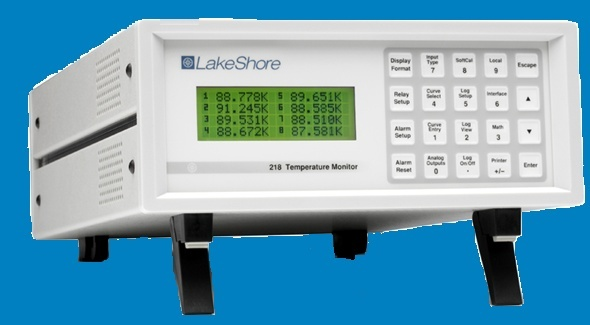 LakeShore
1 88.778K 5 89.651K
2 91.245K 6 88.585K
3 89.531K 7 88.510K
4 88.672K 8 87.581K
218 Temperature Monitor
Display Format
Input Type 7
SoftCal 8
Local 9
Escape
Relay Setup
Curve Select 4
Log Setup 5
Interface 6
Alarm Setup
Curve Entry 1
Log View 2
Math 3
Alarm Reset
Analog Outputs 0
Log On/Off .
Printer +/-
Enter